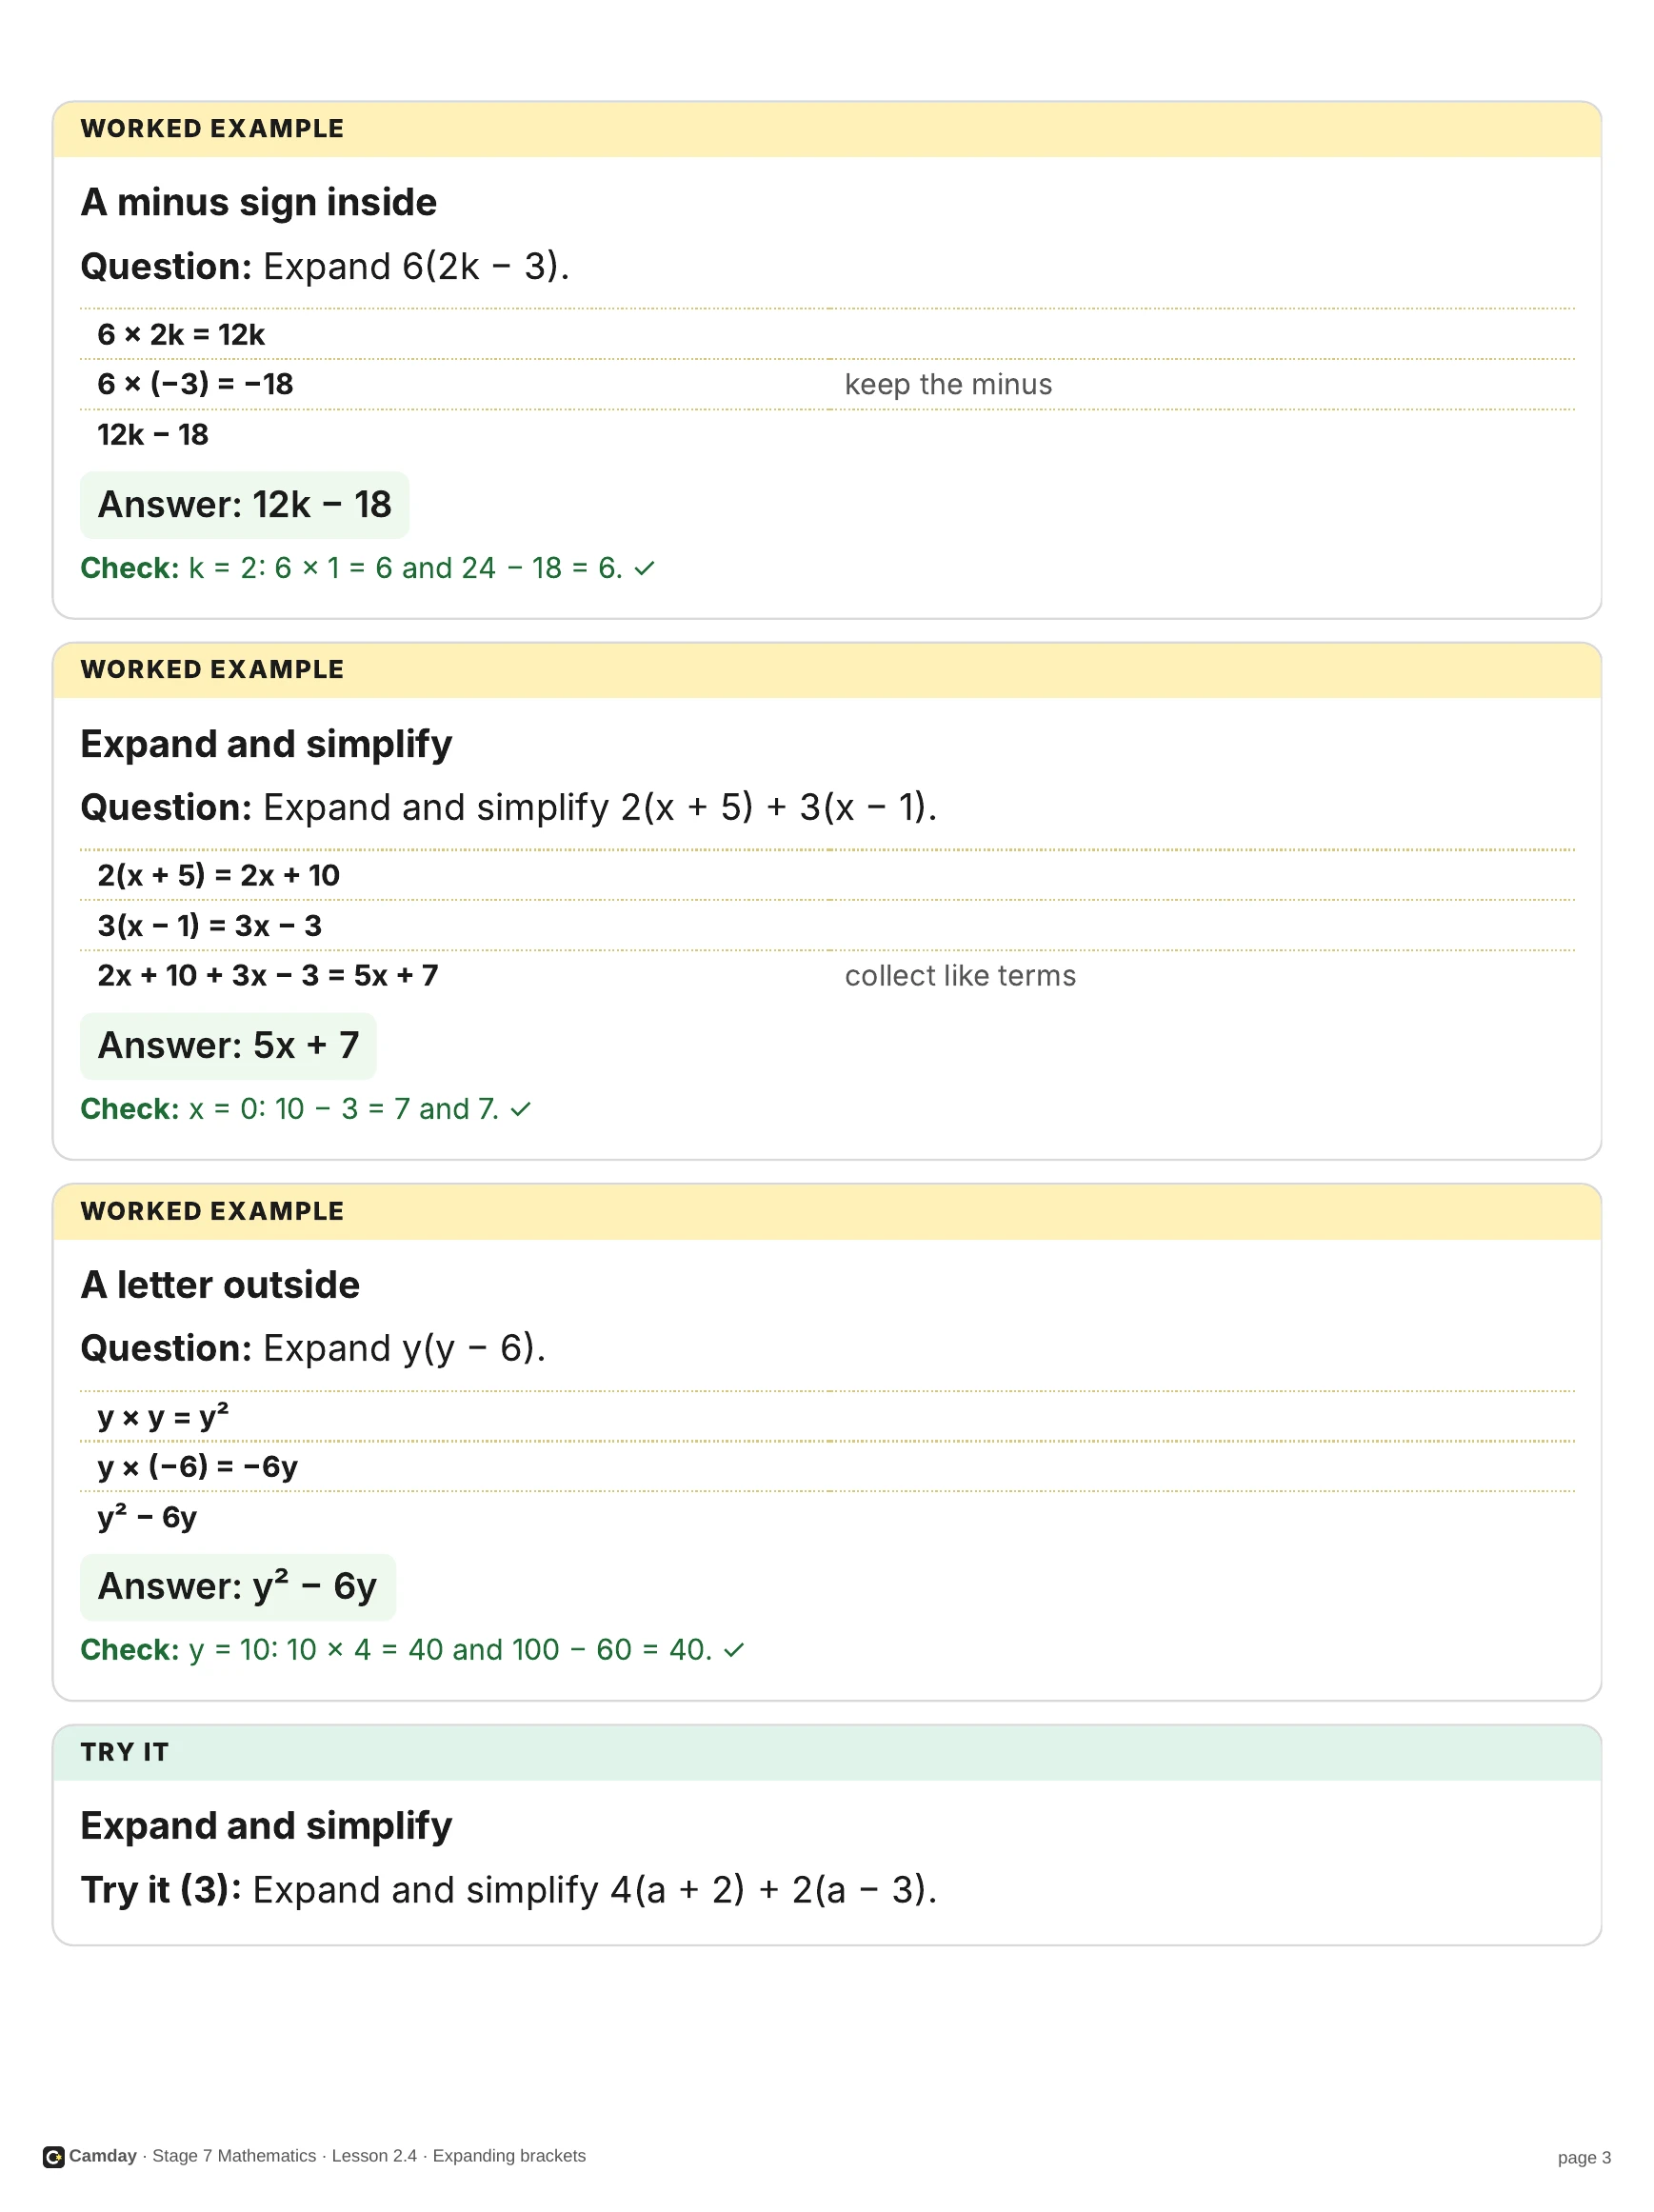 WORKED EXAMPLE
A minus sign inside
Question: Expand 6(2k − 3).
6 × 2k = 12k
6 × (−3) = −18 keep the minus
12k − 18
Answer: 12k − 18
Check: k = 2: 6 × 1 = 6 and 24 − 18 = 6. ✓
WORKED EXAMPLE
Expand and simplify
Question: Expand and simplify 2(x + 5) + 3(x − 1).
2(x + 5) = 2x + 10
3(x − 1) = 3x − 3
2x + 10 + 3x − 3 = 5x + 7 collect like terms
Answer: 5x + 7
Check: x = 0: 10 − 3 = 7 and 7. ✓
WORKED EXAMPLE
A letter outside
Question: Expand y(y − 6).
y × y = y²
y × (−6) = −6y
y² − 6y
Answer: y² − 6y
Check: y = 10: 10 × 4 = 40 and 100 − 60 = 40. ✓
TRY IT
Expand and simplify
Try it (3): Expand and simplify 4(a + 2) + 2(a − 3).
Camday · Stage 7 Mathematics · Lesson 2.4 · Expanding brackets page 3